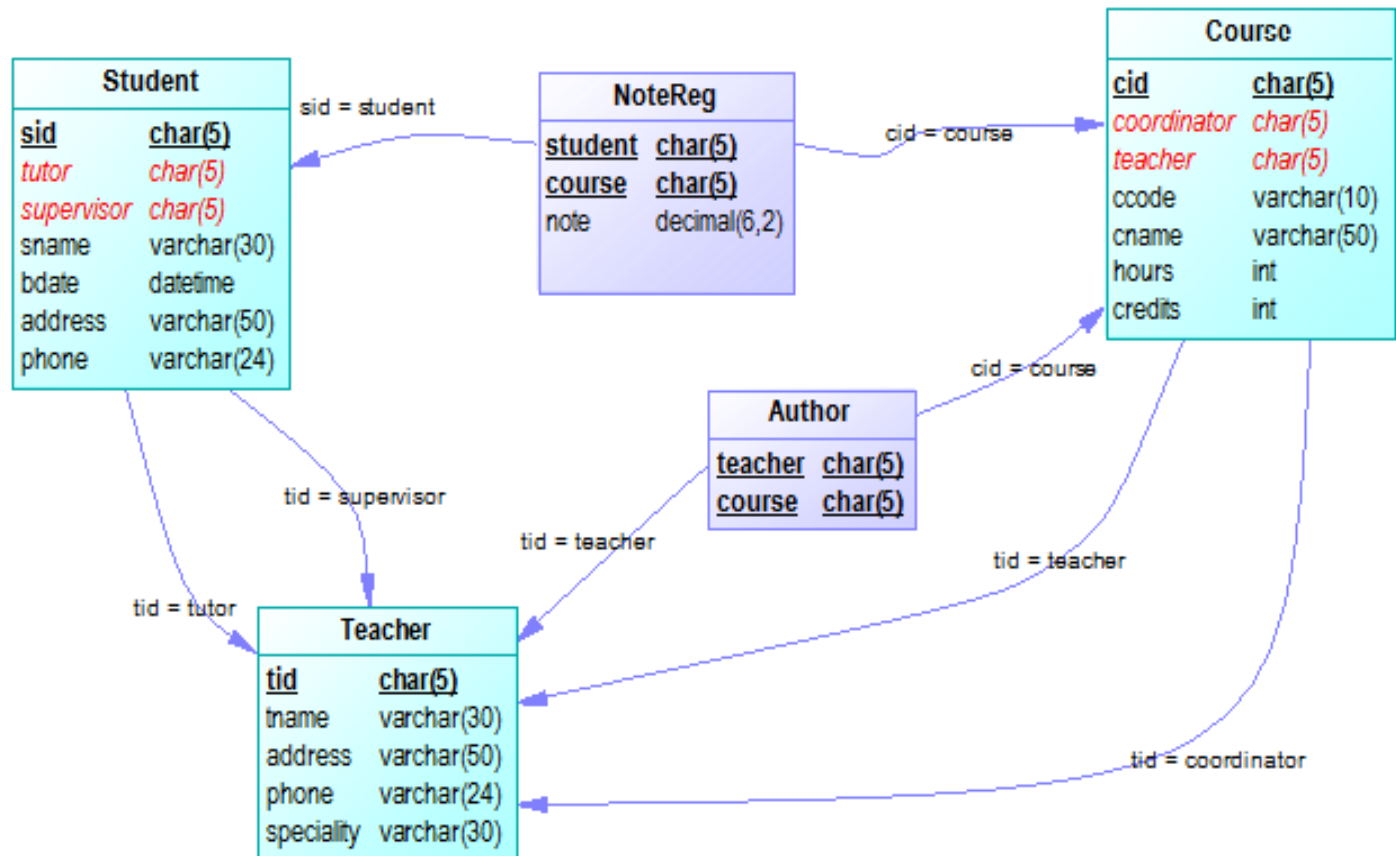 Student
sid char(5)
tutor char(5)
supervisor char(5)
sname varchar(30)
bdate datetime
address varchar(50)
phone varchar(24)
sid = student
NoteReg
student char(5)
course char(5)
note decimal(6,2)
cid = course
Course
cid char(5)
coordinator char(5)
teacher char(5)
ccode varchar(10)
cname varchar(50)
hours int
credits int
cid = course
Author
teacher char(5)
course char(5)
tid = supervisor
tid = teacher
tid = teacher
tid = tutor
tid = coordinator
Teacher
tid char(5)
tname varchar(30)
address varchar(50)
phone varchar(24)
speciality varchar(30)